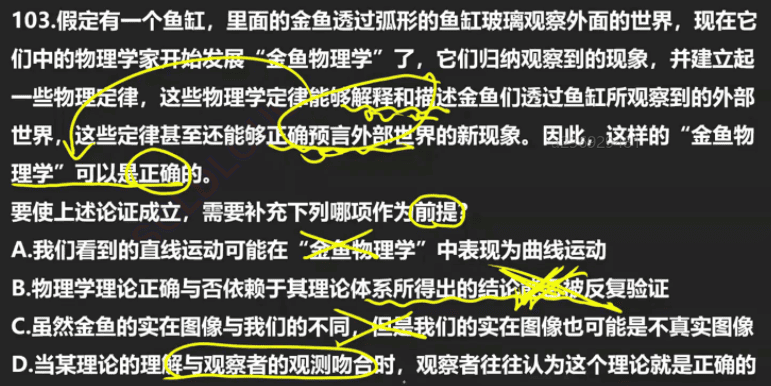 103.假定有一个鱼缸，里面的金鱼透过弧形的鱼缸玻璃观察外面的世界，现在它
们中的物理学家开始发展“金鱼物理学”了，它们归纳观察到的现象，并建立起
一些物理定律，这些物理学定律能够解释和描述金鱼们透过鱼缸所观察到的外部
世界，这些定律甚至还能够正确预言外部世界的新现象。因此，这样的“金鱼物
理学”可以是正确的。
要使上述论证成立，需要补充下列哪项作为前提？
A.我们看到的直线运动可能在“金鱼物理学”中表现为曲线运动
B.物理学理论正确与否依赖于其理论体系所得出的结论 被反复验证
C.虽然金鱼的实在图像与我们的不同，但是我们的实在图像也可能是不真实图像
D.当某理论的理解与观察者的观测吻合时，观察者往往认为这个理论就是正确的